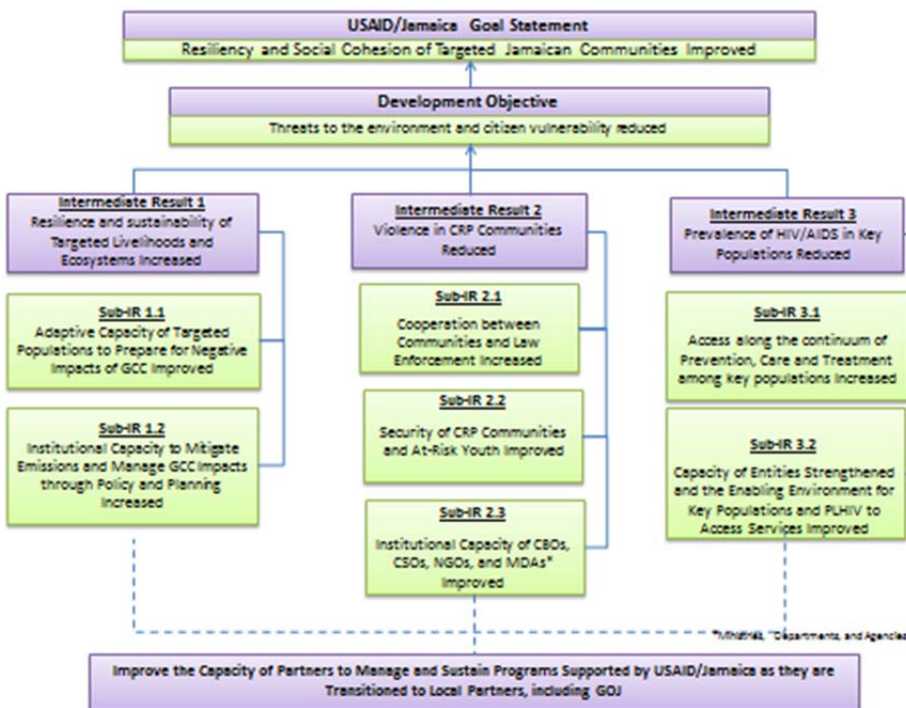 USAID/Jamaica Goal Statement
Resiliency and Social Cohesion of Targeted Jamaican Communities Improved
Development Objective
Threats to the environment and citizen vulnerability reduced
Intermediate Result 1
Resilience and sustainability of
Targeted Livelihoods and
Ecosystems Increased
Sub-IR 1.1
Adaptive Capacity of Targeted
Populations to Prepare for Negative
Impacts of GCC Improved
Sub-IR 1.2
Institutional Capacity to Mitigate
Emissions and Manage GCC Impacts
through Policy and Planning
Increased
Intermediate Result 2
Violence in CRP Communities
Reduced
Sub-IR 2.1
Cooperation between
Communities and Law
Enforcement Increased
Sub-IR 2.2
Security of CRP Communities
and At-Risk Youth Improved
Sub-IR 2.3
Institutional Capacity of CBOs,
CSOs, NGOs, and MDAs*
Improved
Intermediate Result 3
Prevalence of HIV/AIDS in Key
Populations Reduced
Sub-IR 3.1
Access along the continuum of
Prevention, Care and Treatment
among key populations Increased
Sub-IR 3.2
Capacity of Entities Strengthened
and the Enabling Environment for
Key Populations and PLHIV to
Access Services Improved
*Ministries, Departments, and Agencies
Improve the Capacity of Partners to Manage and Sustain Programs Supported by USAID/Jamaica as they are
Transitioned to Local Partners, including GOJ